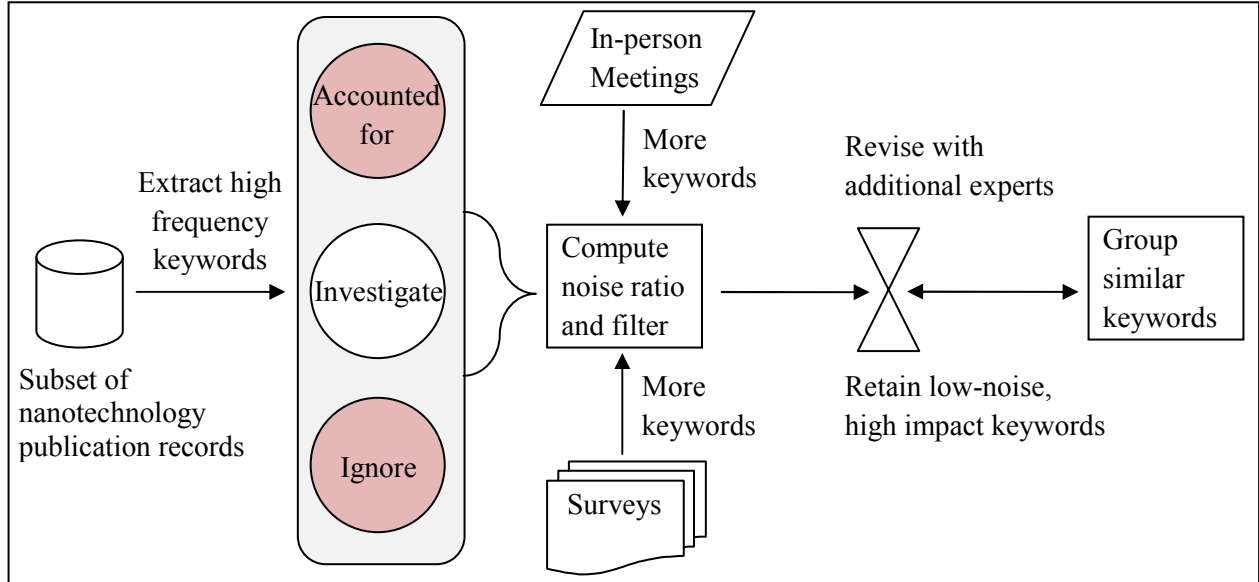 Extract high
frequency
keywords
Subset of
nanotechnology
publication records
Accounted
for
Investigate
Ignore
In-person
Meetings
More
keywords
Compute
noise ratio
and filter
More
keywords
Surveys
Revise with
additional experts
Retain low-noise,
high impact keywords
Group
similar
keywords